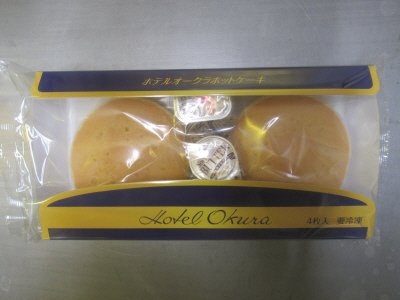 ホテルオークラホットケーキ
Hotel Okura
4枚入 要冷凍